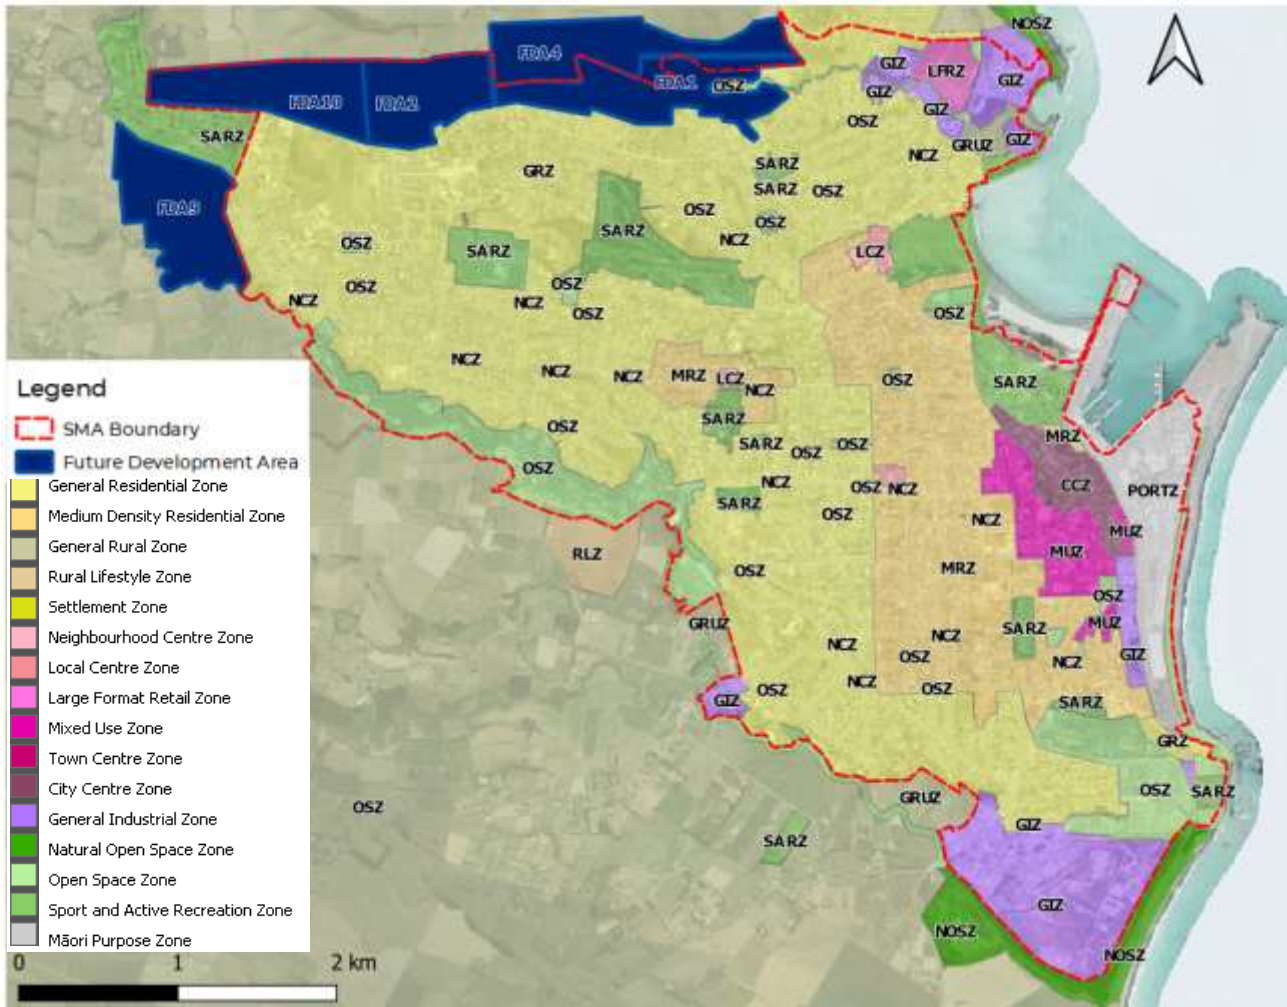 NOSZ
GIZ
LFRZ
GIZ
FDA4
FDA1
OSZ
GIZ
FDA10
FDA2
GIZ
OSZ
SARZ
GIZ
GRUZ
NCZ
SARZ
GRZ
SARZ
OSZ
FDA9
OSZ
OSZ
SARZ
NCZ
OSZ
SARZ
LCZ
OSZ
OSZ
NCZ
NCZ
OSZ
OSZ
NCZ
NCZ
NCZ
MRZ
LCZ
NCZ
OSZ
SARZ
SARZ
OSZ
MRZ
SARZ
OSZ
OSZ
OSZ
NCZ
OSZ
NCZ
CCZ
PORTZ
SARZ
OSZ
NCZ
MUZ
RLZ
MUZ
OSZ
MRZ
OSZ
GRUZ
MUZ
SARZ
NCZ
NCZ
OSZ
GIZ
NCZ
NCZ
OSZ
OSZ
GIZ
SARZ
GRZ
OSZ
SARZ
GRUZ
OSZ
GIZ
SARZ
GIZ
NOSZ
NOSZ
Legend
SMA Boundary
Future Development Area
General Residential Zone
Medium Density Residential Zone
General Rural Zone
Rural Lifestyle Zone
Settlement Zone
Neighbourhood Centre Zone
Local Centre Zone
Large Format Retail Zone
Mixed Use Zone
Town Centre Zone
City Centre Zone
General Industrial Zone
Natural Open Space Zone
Open Space Zone
Sport and Active Recreation Zone
Māori Purpose Zone
0 1 2 km